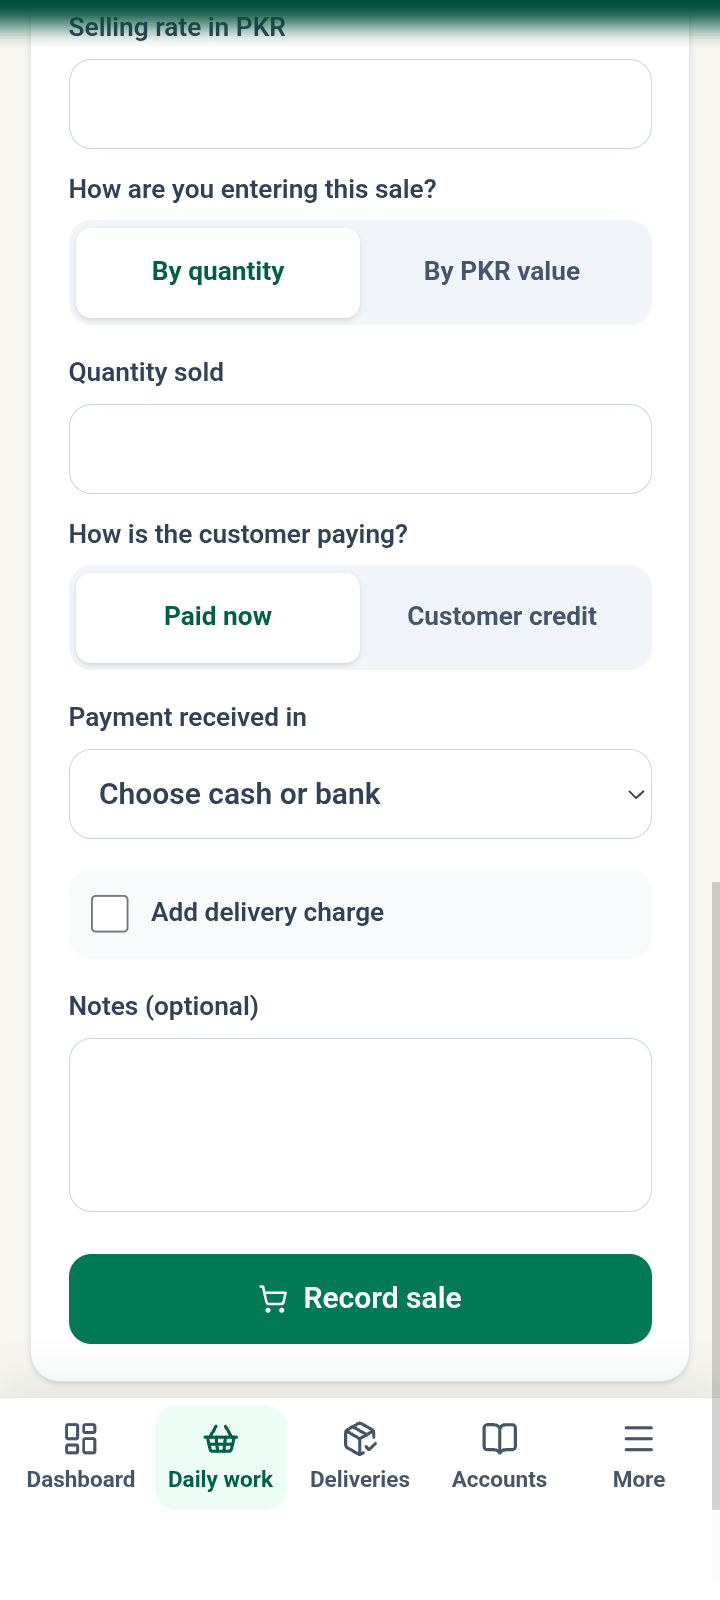 Selling rate in PKR
How are you entering this sale?
By quantity
By PKR value
Quantity sold
How is the customer paying?
Paid now
Customer credit
Payment received in
Choose cash or bank
Add delivery charge
Notes (optional)
Record sale
Dashboard
Daily work
Deliveries
Accounts
More